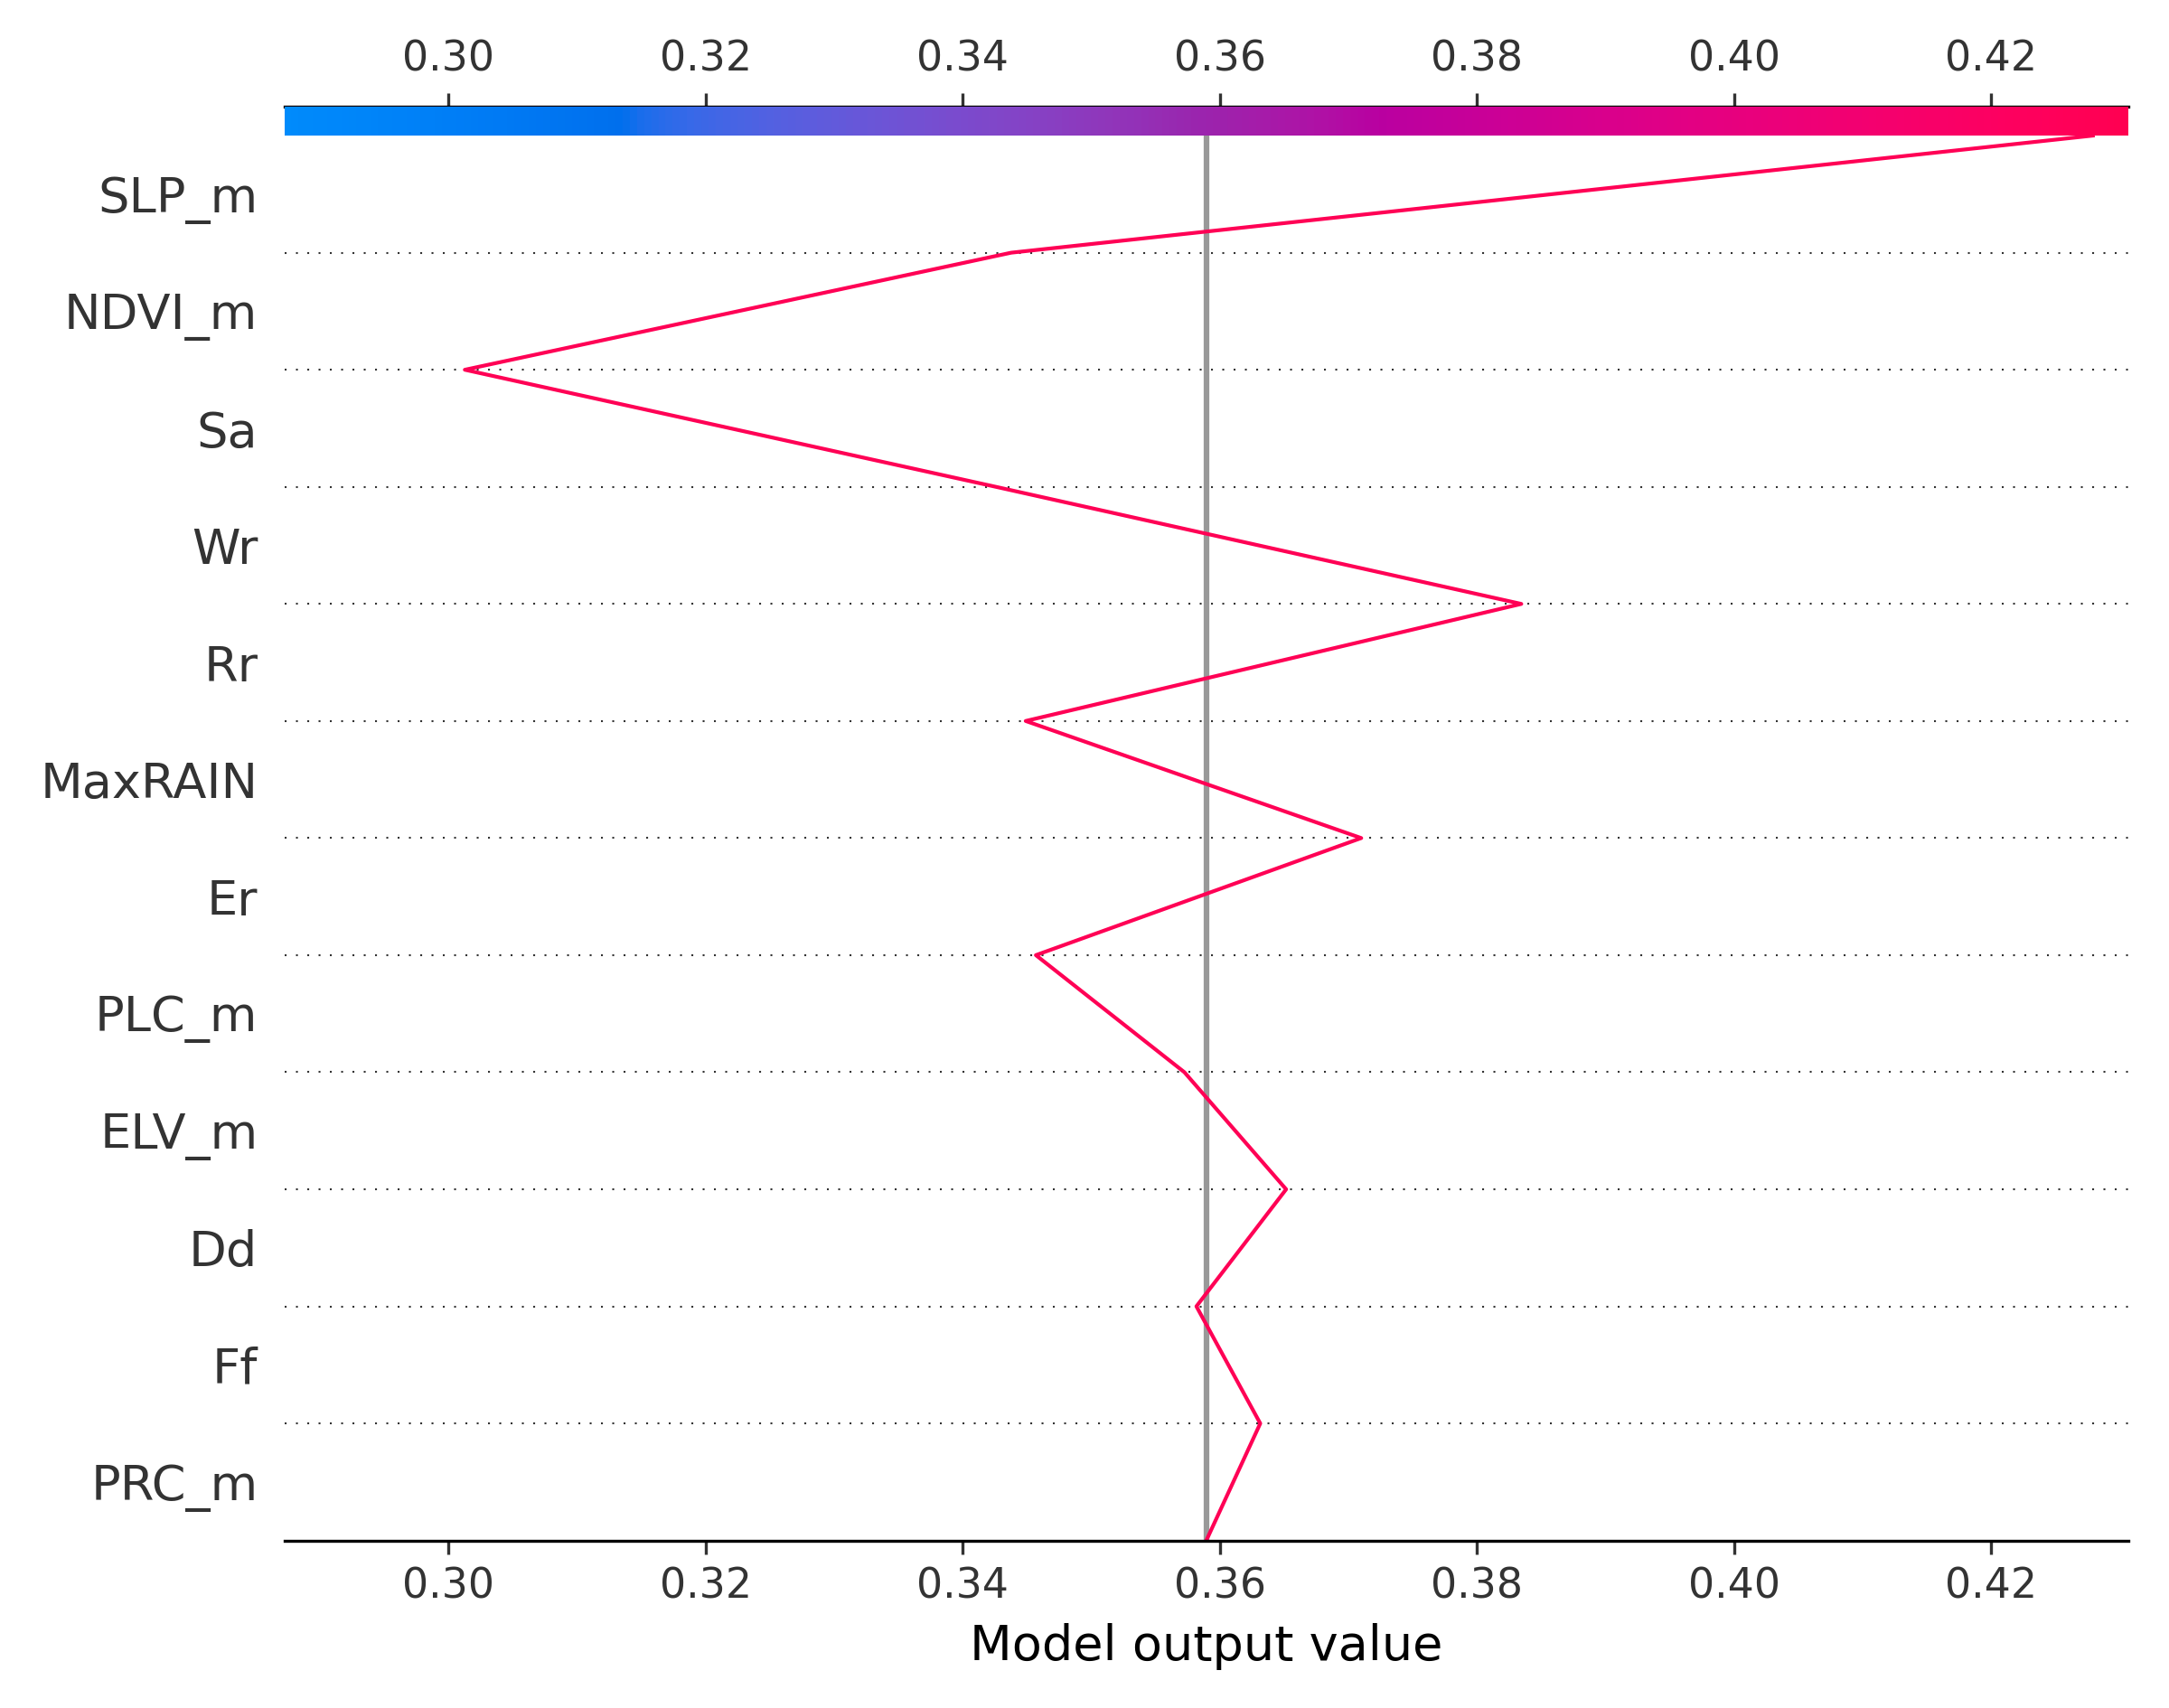 0.30 0.32 0.34 0.36 0.38 0.40 0.42
SLP_m
NDVI_m
Sa
Wr
Rr
MaxRAIN
Er
PLC_m
ELV_m
Dd
Ff
PRC_m
0.30 0.32 0.34 0.36 0.38 0.40 0.42
Model output value